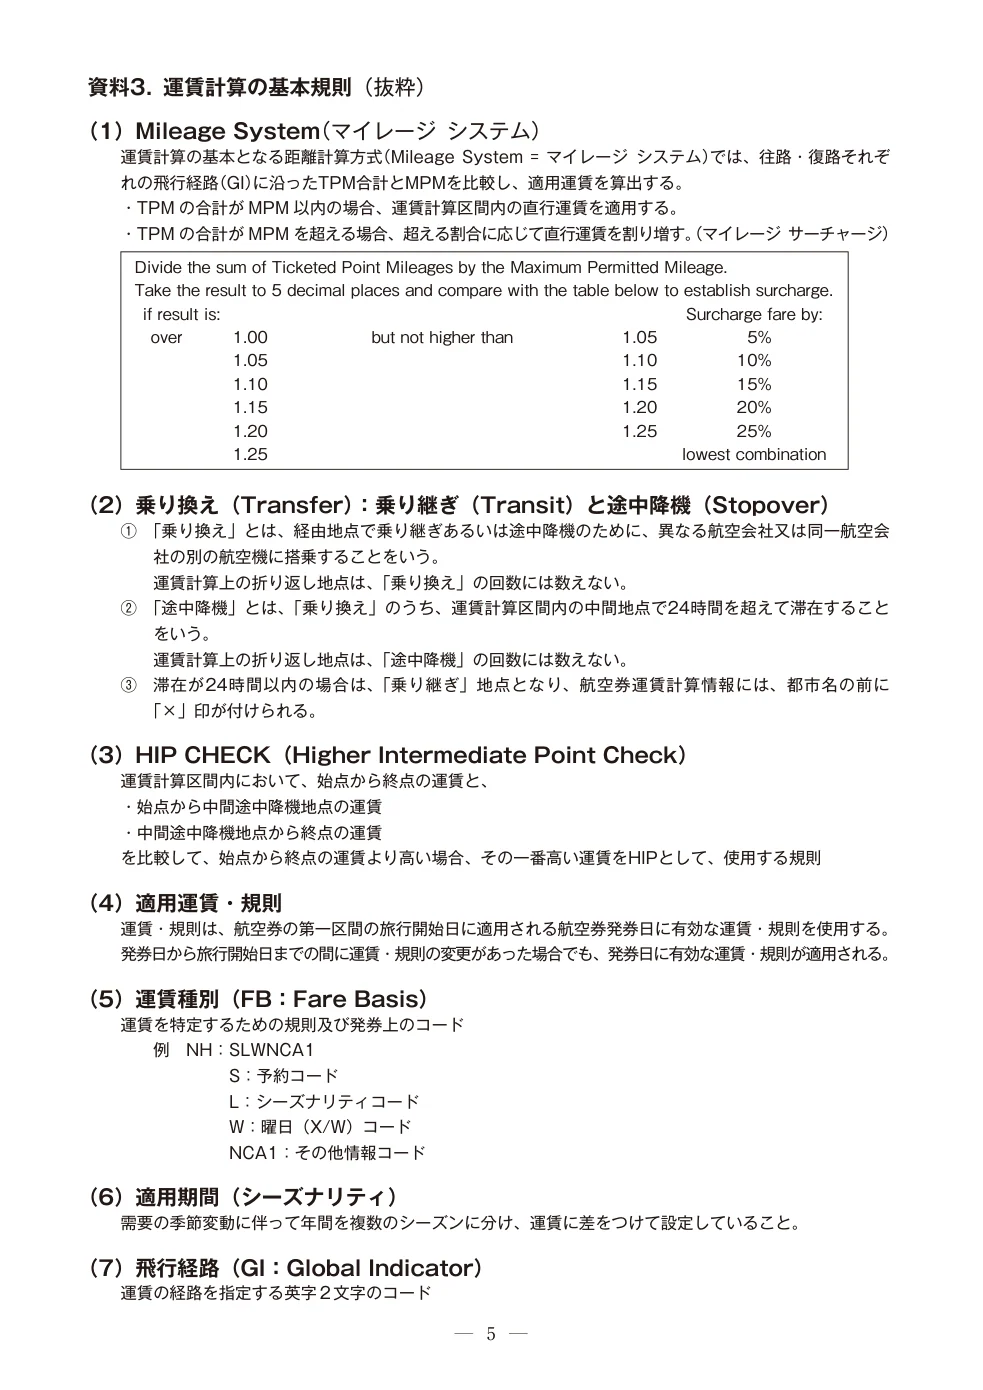 資料3. 運賃計算の基本規則（抜粋）
（1）Mileage System（マイレージ システム）
運賃計算の基本となる距離計算方式（Mileage System = マイレージ システム）では、往路・復路それぞ
れの飛行経路（GI）に沿ったTPM合計とMPMを比較し、適用運賃を算出する。
・TPM の合計が MPM 以内の場合、運賃計算区間内の直行運賃を適用する。
・TPM の合計が MPM を超える場合、超える割合に応じて直行運賃を割り増す。（マイレージ サーチャージ）
Divide the sum of Ticketed Point Mileages by the Maximum Permitted Mileage.
Take the result to 5 decimal places and compare with the table below to establish surcharge.
if result is: Surcharge fare by:
over 1.00 but not higher than 1.05 5%
1.05 1.10 10%
1.10 1.15 15%
1.15 1.20 20%
1.20 1.25 25%
1.25 lowest combination
（2）乗り換え（Transfer）：乗り継ぎ（Transit）と途中降機（Stopover）
① 「乗り換え」とは、経由地点で乗り継ぎあるいは途中降機のために、異なる航空会社又は同一航空会
社の別の航空機に搭乗することをいう。
運賃計算上の折り返し地点は、「乗り換え」の回数には数えない。
② 「途中降機」とは、「乗り換え」のうち、運賃計算区間内の中間地点で24時間を超えて滞在すること
をいう。
運賃計算上の折り返し地点は、「途中降機」の回数には数えない。
③ 滞在が24時間以内の場合は、「乗り継ぎ」地点となり、航空券運賃計算情報には、都市名の前に
「×」印が付けられる。
（3）HIP CHECK（Higher Intermediate Point Check）
運賃計算区間内において、始点から終点の運賃と、
・始点から中間途中降機地点の運賃
・中間途中降機地点から終点の運賃
を比較して、始点から終点の運賃より高い場合、その一番高い運賃をHIPとして、使用する規則
（4）適用運賃・規則
運賃・規則は、航空券の第一区間の旅行開始日に適用される航空券発券日に有効な運賃・規則を使用する。
発券日から旅行開始日までの間に運賃・規則の変更があった場合でも、発券日に有効な運賃・規則が適用される。
（5）運賃種別（FB：Fare Basis）
運賃を特定するための規則及び発券上のコード
例 NH：SLWNCA1
S：予約コード
L：シーズナリティコード
W：曜日（X/W）コード
NCA1：その他情報コード
（6）適用期間（シーズナリティ）
需要の季節変動に伴って年間を複数のシーズンに分け、運賃に差をつけて設定していること。
（7）飛行経路（GI：Global Indicator）
運賃の経路を指定する英字２文字のコード
— 5 —